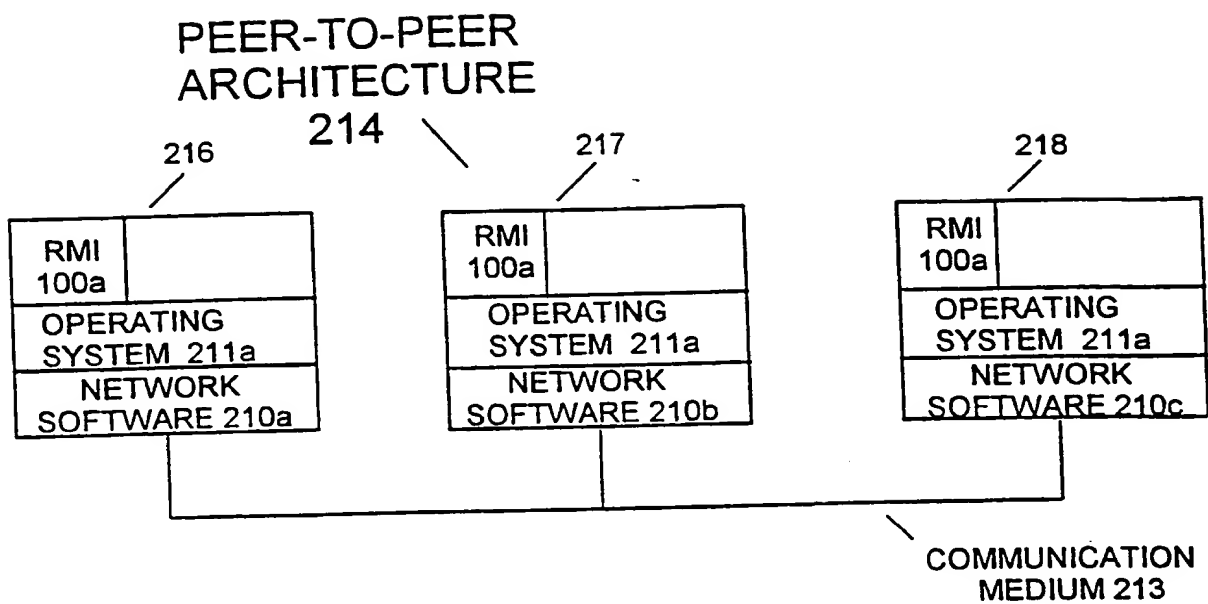 PEER-TO-PEER
ARCHITECTURE
214
216
217
218
RMI
100a
OPERATING
SYSTEM 211a
NETWORK
SOFTWARE 210a
RMI
100a
OPERATING
SYSTEM 211a
NETWORK
SOFTWARE 210b
RMI
100a
OPERATING
SYSTEM 211a
NETWORK
SOFTWARE 210c
COMMUNICATION
MEDIUM 213